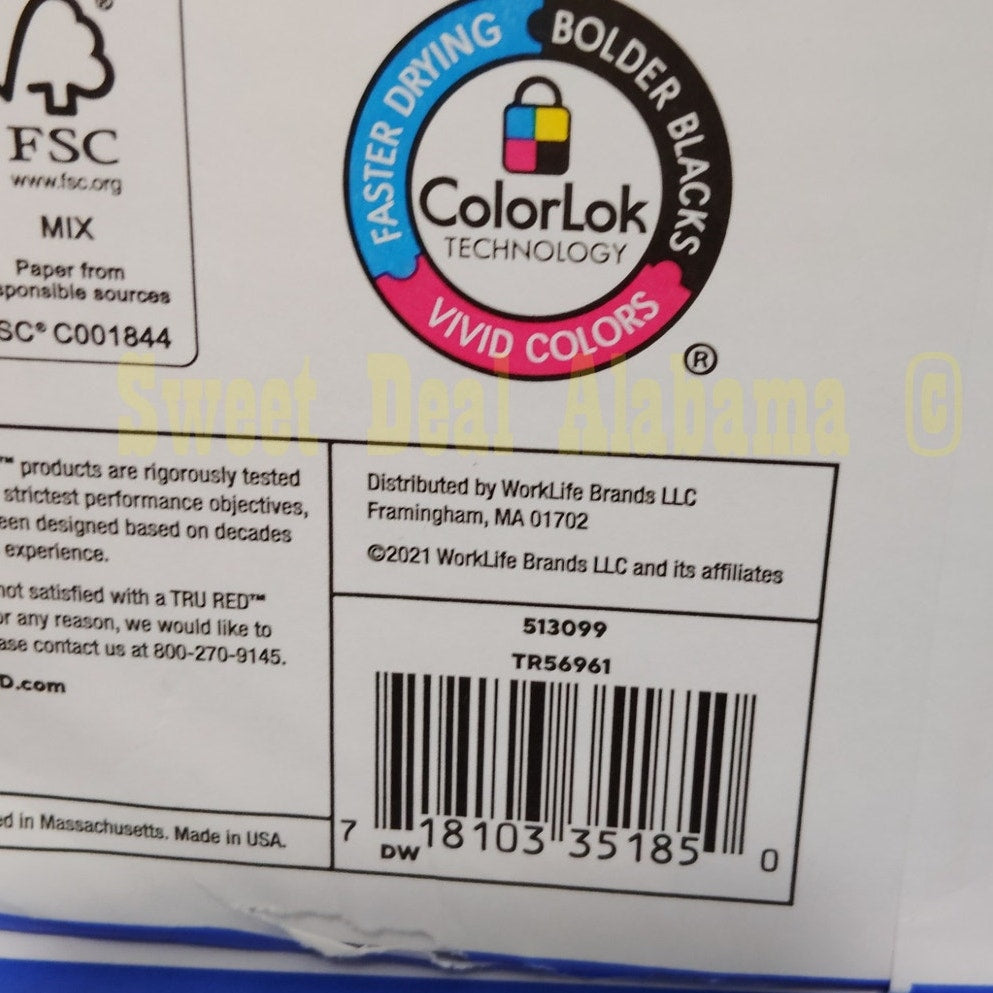 FSC
www.fsc.org
MIX
Paper from
sponsible sources
SC® C001844
FASTER DRYING
BOLDER BLACKS
VIVID COLORS
ColorLok
TECHNOLOGY
®
Sweet Deal Alabama ©
™ products are rigorously tested
strictest performance objectives,
een designed based on decades
experience.
not satisfied with a TRU RED™
or any reason, we would like to
ase contact us at 800-270-9145.
D.com
ed in Massachusetts. Made in USA.
Distributed by WorkLife Brands LLC
Framingham, MA 01702
©2021 WorkLife Brands LLC and its affiliates
513099
TR56961
7 18103 35185 0
DW